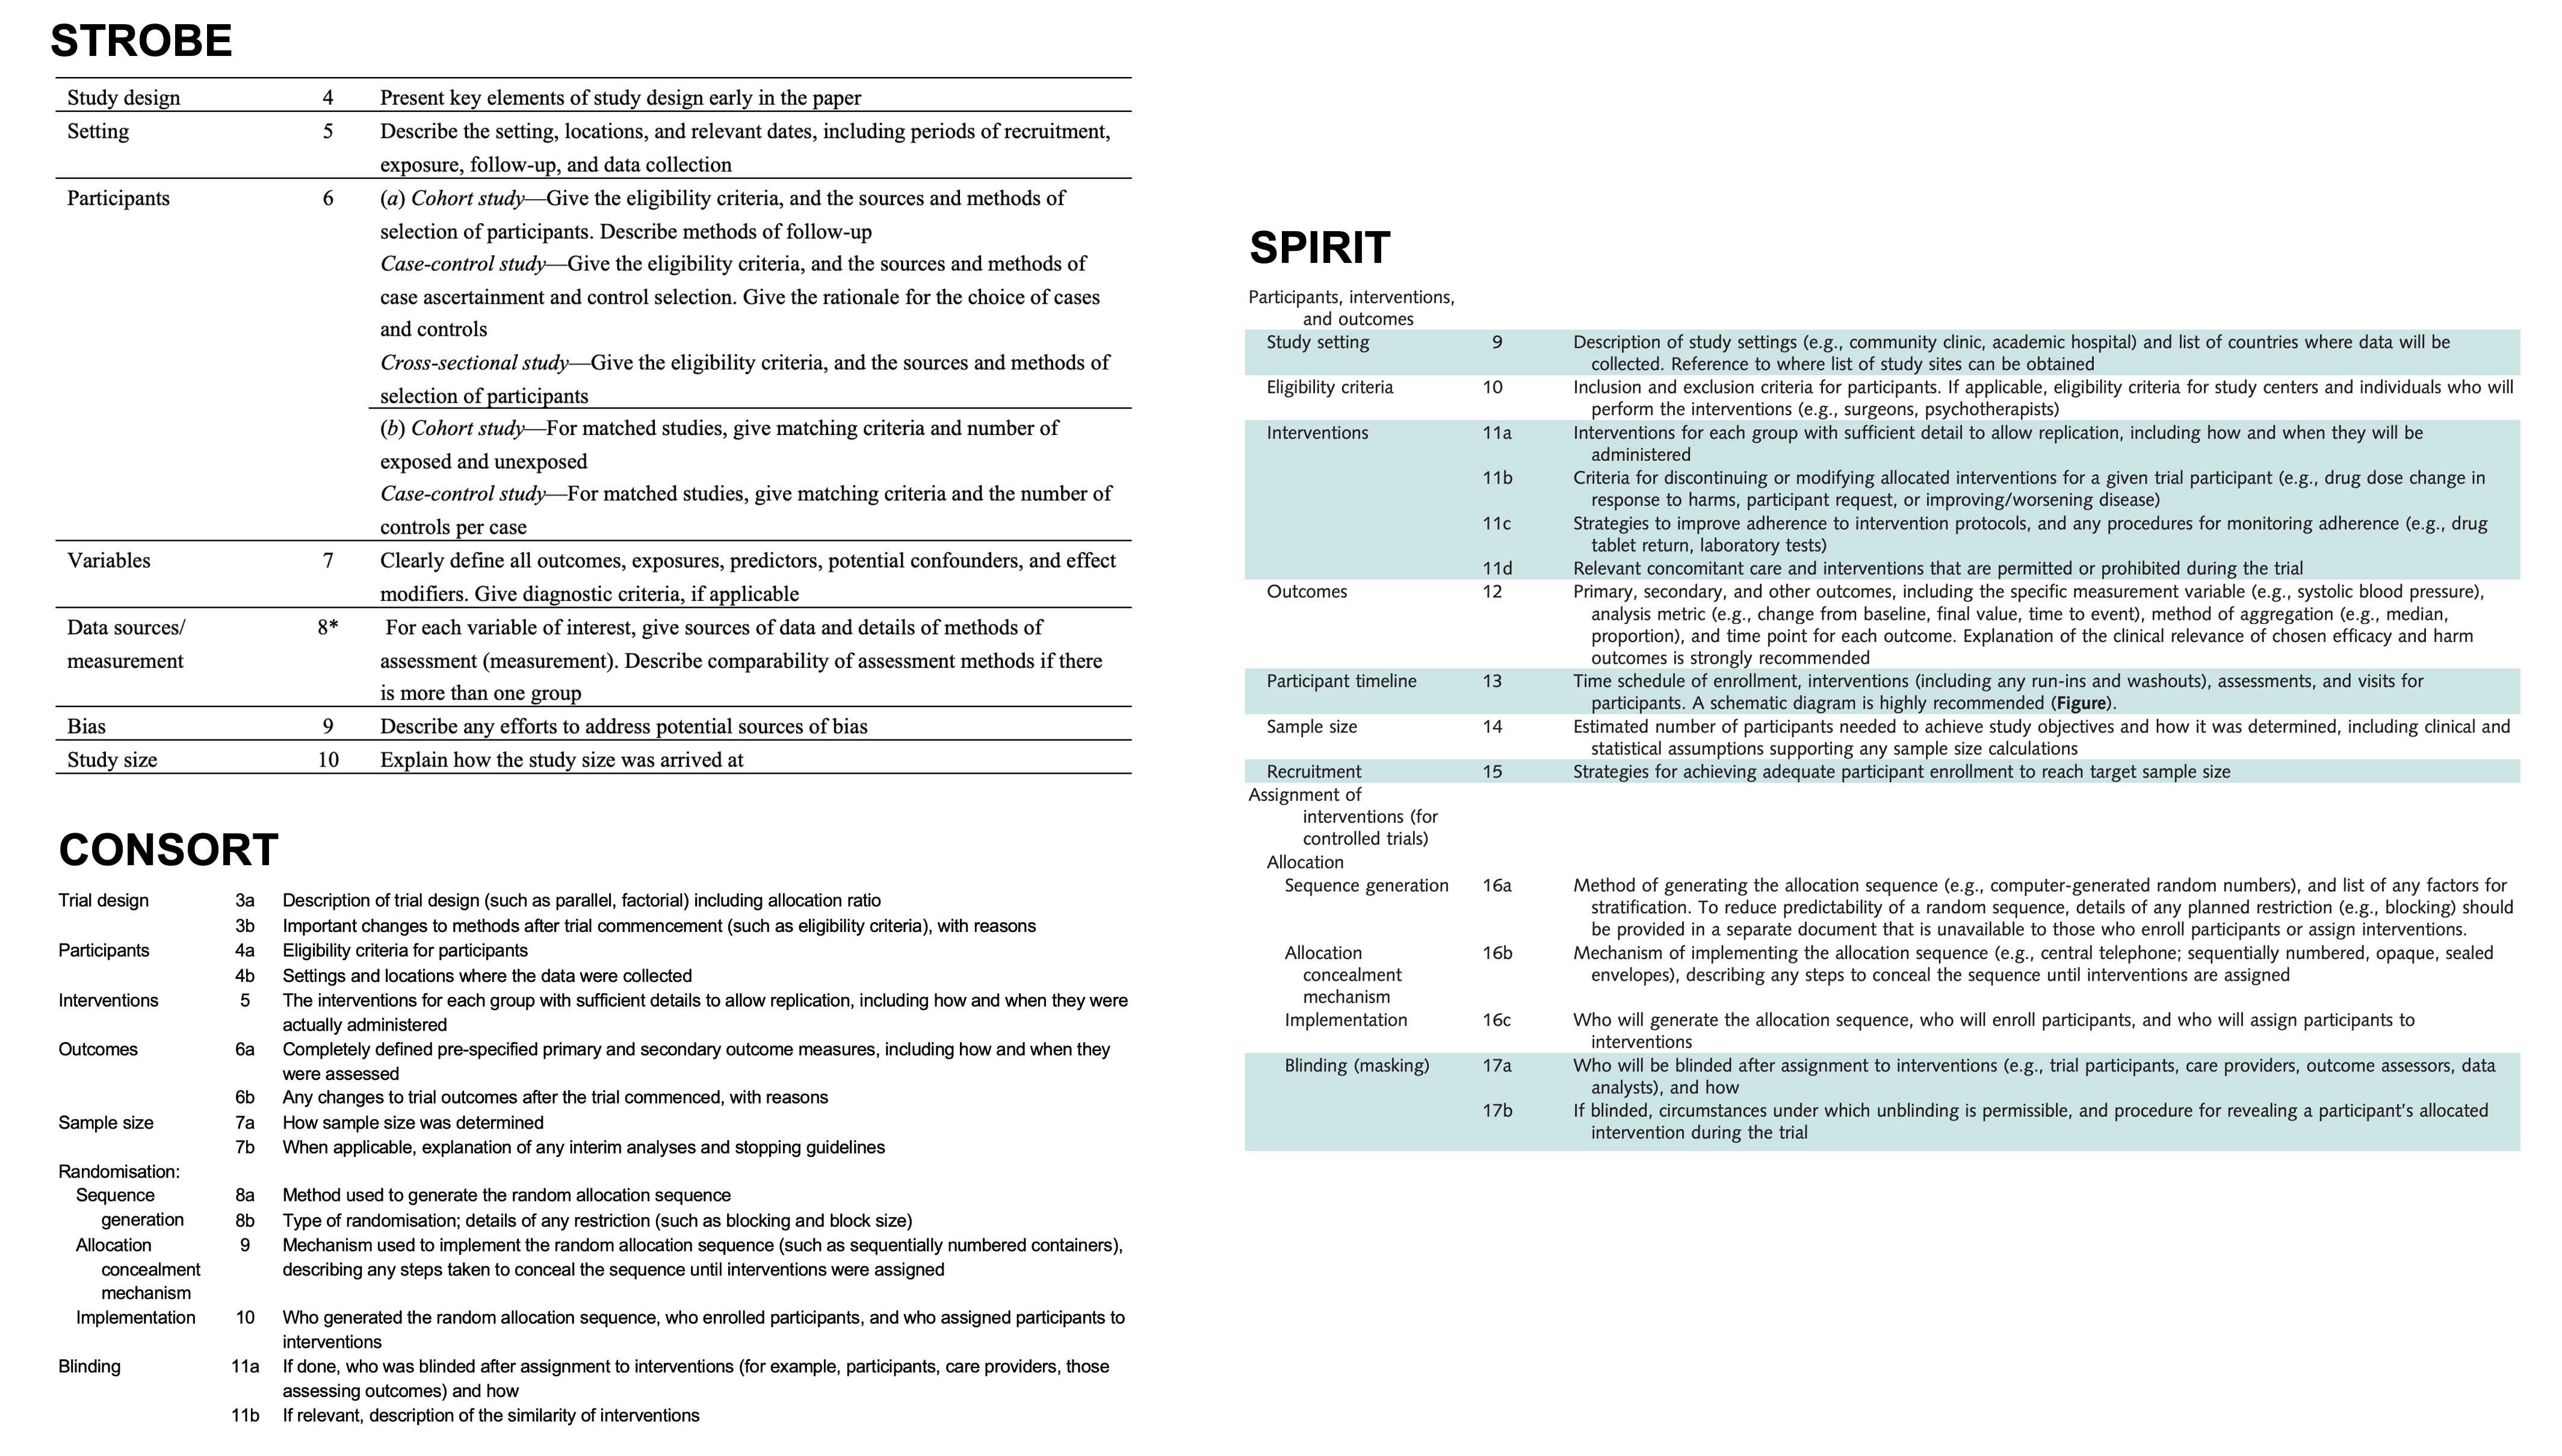 STROBE
Study design 4 Present key elements of study design early in the paper
Setting 5 Describe the setting, locations, and relevant dates, including periods of recruitment,
exposure, follow-up, and data collection
Participants 6 (a) Cohort study—Give the eligibility criteria, and the sources and methods of
selection of participants. Describe methods of follow-up
Case-control study—Give the eligibility criteria, and the sources and methods of
case ascertainment and control selection. Give the rationale for the choice of cases
and controls
Cross-sectional study—Give the eligibility criteria, and the sources and methods of
selection of participants
(b) Cohort study—For matched studies, give matching criteria and number of
exposed and unexposed
Case-control study—For matched studies, give matching criteria and the number of
controls per case
Variables 7 Clearly define all outcomes, exposures, predictors, potential confounders, and effect
modifiers. Give diagnostic criteria, if applicable
Data sources/ 8* For each variable of interest, give sources of data and details of methods of
measurement assessment (measurement). Describe comparability of assessment methods if there
is more than one group
Bias 9 Describe any efforts to address potential sources of bias
Study size 10 Explain how the study size was arrived at
CONSORT
Trial design 3a Description of trial design (such as parallel, factorial) including allocation ratio
3b Important changes to methods after trial commencement (such as eligibility criteria), with reasons
Participants 4a Eligibility criteria for participants
4b Settings and locations where the data were collected
Interventions 5 The interventions for each group with sufficient details to allow replication, including how and when they were
actually administered
Outcomes 6a Completely defined pre-specified primary and secondary outcome measures, including how and when they
were assessed
6b Any changes to trial outcomes after the trial commenced, with reasons
Sample size 7a How sample size was determined
7b When applicable, explanation of any interim analyses and stopping guidelines
Randomisation:
Sequence 8a Method used to generate the random allocation sequence
generation 8b Type of randomisation; details of any restriction (such as blocking and block size)
Allocation 9 Mechanism used to implement the random allocation sequence (such as sequentially numbered containers),
concealment describing any steps taken to conceal the sequence until interventions were assigned
mechanism
Implementation 10 Who generated the random allocation sequence, who enrolled participants, and who assigned participants to
interventions
Blinding 11a If done, who was blinded after assignment to interventions (for example, participants, care providers, those
assessing outcomes) and how
11b If relevant, description of the similarity of interventions
SPIRIT
Participants, interventions,
and outcomes
Study setting 9 Description of study settings (e.g., community clinic, academic hospital) and list of countries where data will be
collected. Reference to where list of study sites can be obtained
Eligibility criteria 10 Inclusion and exclusion criteria for participants. If applicable, eligibility criteria for study centers and individuals who will
perform the interventions (e.g., surgeons, psychotherapists)
Interventions 11a Interventions for each group with sufficient detail to allow replication, including how and when they will be
administered
11b Criteria for discontinuing or modifying allocated interventions for a given trial participant (e.g., drug dose change in
response to harms, participant request, or improving/worsening disease)
11c Strategies to improve adherence to intervention protocols, and any procedures for monitoring adherence (e.g., drug
tablet return, laboratory tests)
11d Relevant concomitant care and interventions that are permitted or prohibited during the trial
Outcomes 12 Primary, secondary, and other outcomes, including the specific measurement variable (e.g., systolic blood pressure),
analysis metric (e.g., change from baseline, final value, time to event), method of aggregation (e.g., median,
proportion), and time point for each outcome. Explanation of the clinical relevance of chosen efficacy and harm
outcomes is strongly recommended
Participant timeline 13 Time schedule of enrollment, interventions (including any run-ins and washouts), assessments, and visits for
participants. A schematic diagram is highly recommended (Figure).
Sample size 14 Estimated number of participants needed to achieve study objectives and how it was determined, including clinical and
statistical assumptions supporting any sample size calculations
Recruitment 15 Strategies for achieving adequate participant enrollment to reach target sample size
Assignment of
interventions (for
controlled trials)
Allocation
Sequence generation 16a Method of generating the allocation sequence (e.g., computer-generated random numbers), and list of any factors for
stratification. To reduce predictability of a random sequence, details of any planned restriction (e.g., blocking) should
be provided in a separate document that is unavailable to those who enroll participants or assign interventions.
Allocation 16b Mechanism of implementing the allocation sequence (e.g., central telephone; sequentially numbered, opaque, sealed
concealment envelopes), describing any steps to conceal the sequence until interventions are assigned
mechanism
Implementation 16c Who will generate the allocation sequence, who will enroll participants, and who will assign participants to
interventions
Blinding (masking) 17a Who will be blinded after assignment to interventions (e.g., trial participants, care providers, outcome assessors, data
analysts), and how
17b If blinded, circumstances under which unblinding is permissible, and procedure for revealing a participant's allocated
intervention during the trial